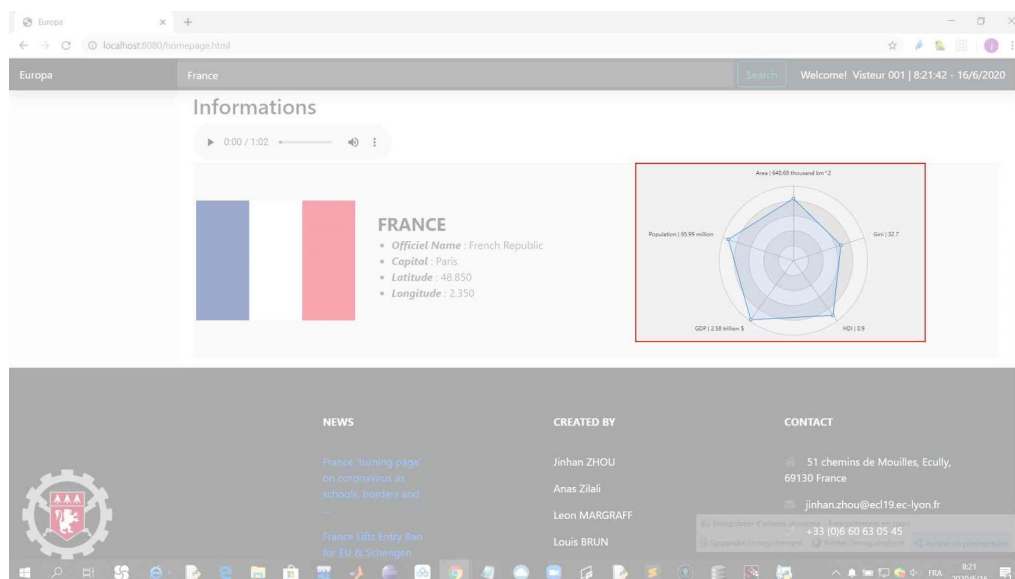 Europa
localhost:8080/homepage.html
Europa
France
Search
Welcome! Visteur 001 | 8:21:42 - 16/6/2020
Informations
0:00 / 1:02
FRANCE
Officiel Name : French Republic
Capital : Paris
Latitude : 48.850
Longitude : 2.350
Area | 640.68 thousand km^2
Population | 65.99 million
Gini | 32.7
GDP | 2.58 trillion $
HDI | 0.9
NEWS
France 'turning page'
on coronavirus as
schools, borders and
...
France Lifts Entry Ban
for EU & Schengen
CREATED BY
Jinhan ZHOU
Anas Zilali
Leon MARGRAFF
Louis BRUN
CONTACT
51 chemins de Mouilles, Ecully,
69130 France
jinhan.zhou@ecl19.ec-lyon.fr
+33 (0)6 60 63 05 45
FRA
8:21